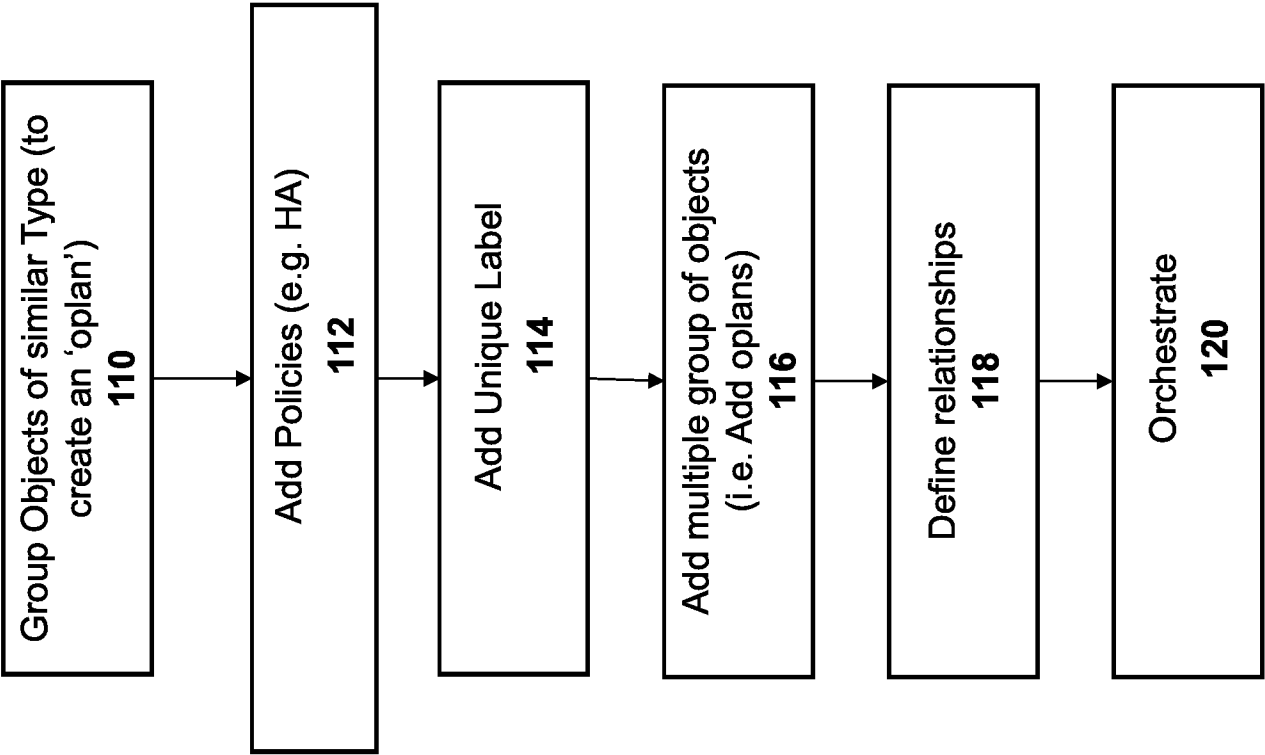 Group Objects of similar Type (to
create an ‘oplan’)
110
Add Policies (e.g. HA)
112
Add Unique Label
114
Add multiple group of objects
(i.e. Add oplans)
116
Define relationships
118
Orchestrate
120